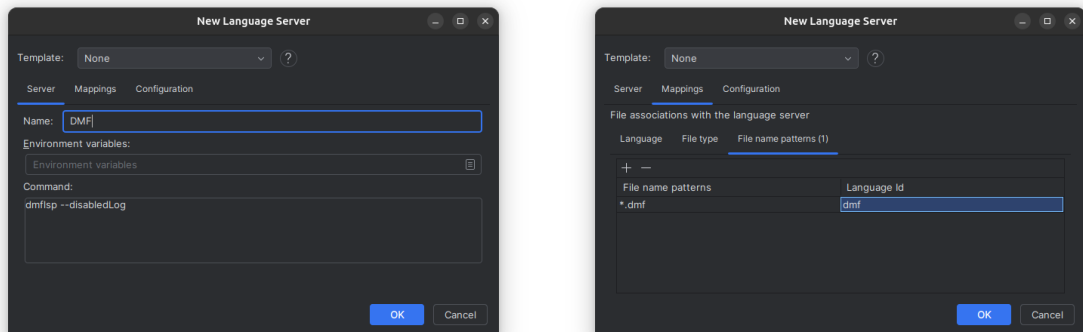 New Language Server
Template: None ?
Server Mappings Configuration
Name: DMF
Environment variables:
Environment variables
Command:
dmflsp --disabledLog
OK Cancel
New Language Server
Template: None ?
Server Mappings Configuration
File associations with the language server
Language File type File name patterns (1)
+ −
File name patterns Language Id
*.dmf dmf
OK Cancel